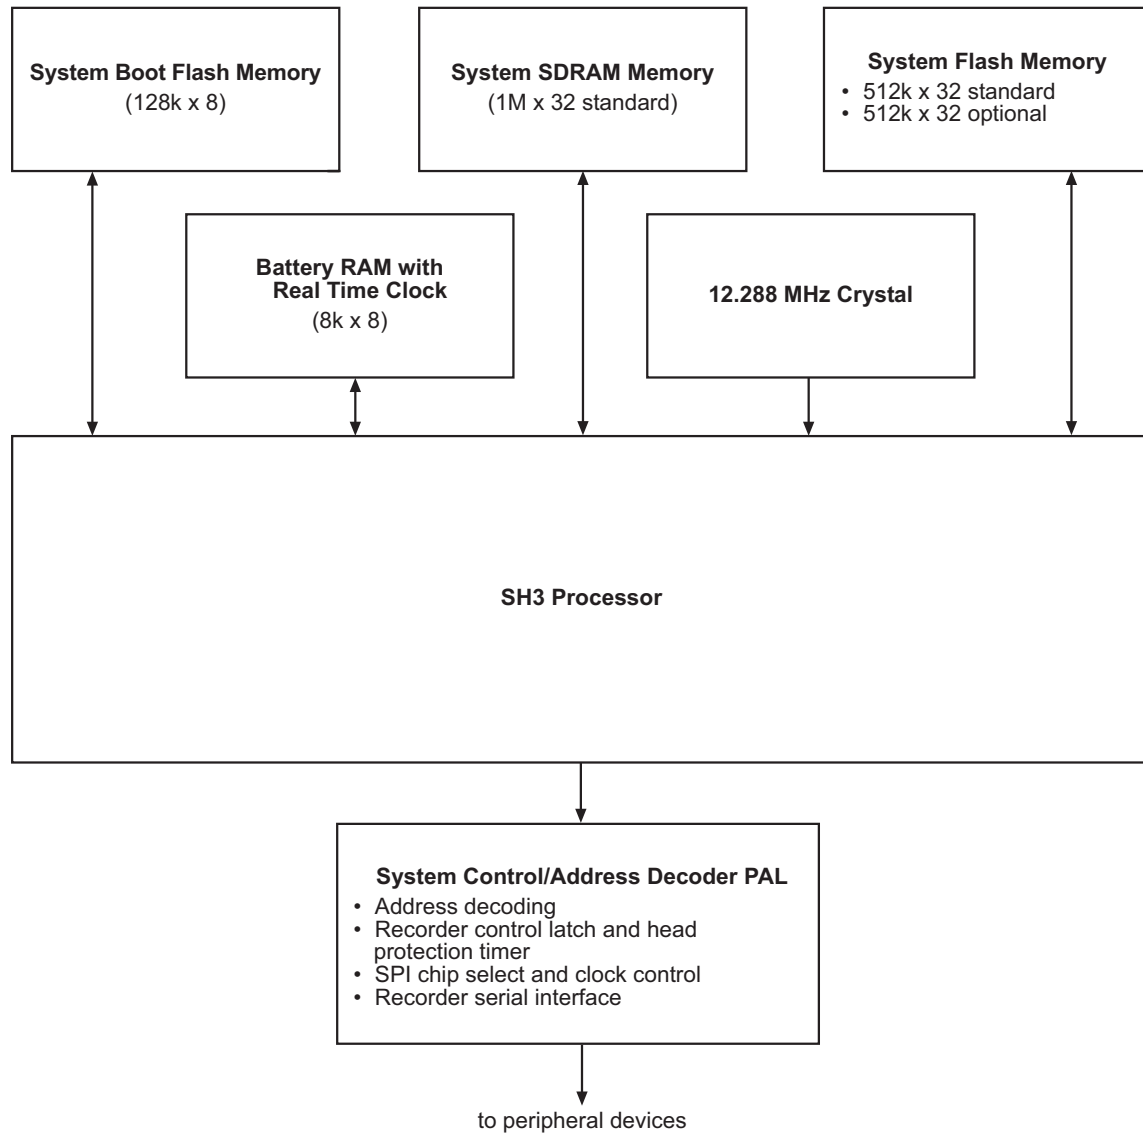 System Boot Flash Memory
(128k x 8)
System SDRAM Memory
(1M x 32 standard)
System Flash Memory
• 512k x 32 standard
• 512k x 32 optional
Battery RAM with
Real Time Clock
(8k x 8)
12.288 MHz Crystal
SH3 Processor
System Control/Address Decoder PAL
• Address decoding
• Recorder control latch and head
protection timer
• SPI chip select and clock control
• Recorder serial interface
to peripheral devices